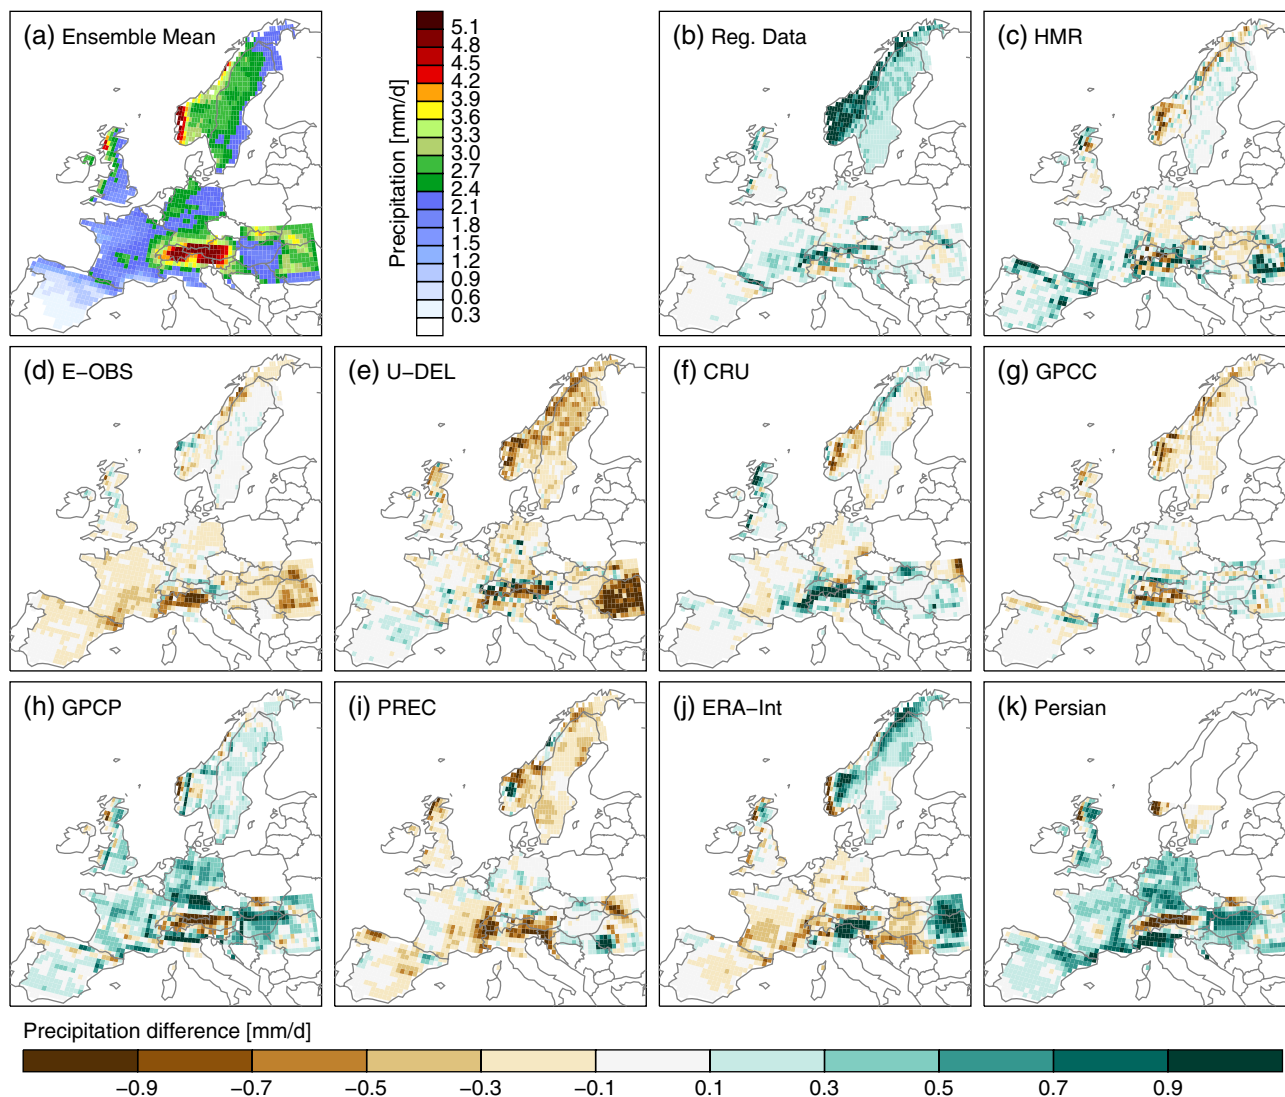 (a) Ensemble Mean
Precipitation [mm/d]
5.1
4.8
4.5
4.2
3.9
3.6
3.3
3.0
2.7
2.4
2.1
1.8
1.5
1.2
0.9
0.6
0.3
(b) Reg. Data
(c) HMR
(d) E−OBS
(e) U−DEL
(f) CRU
(g) GPCC
(h) GPCP
(i) PREC
(j) ERA−Int
(k) Persian
Precipitation difference [mm/d]
−0.9 −0.7 −0.5 −0.3 −0.1 0.1 0.3 0.5 0.7 0.9